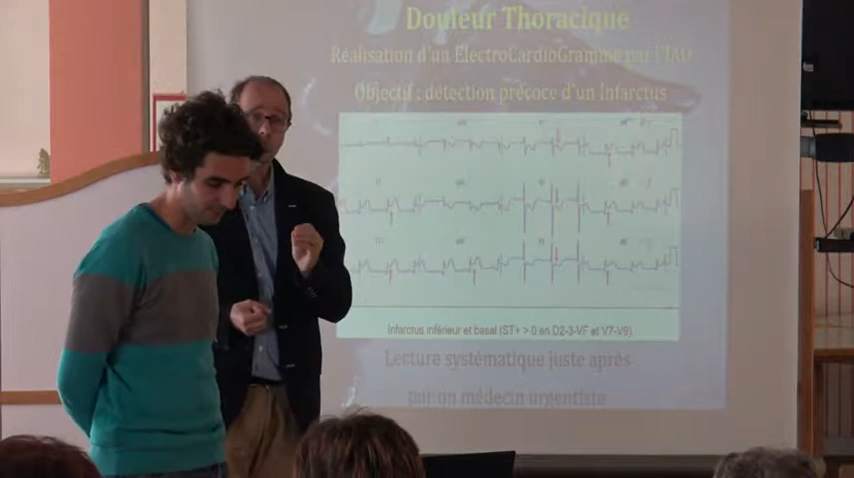 Douleur Thoracique
Réalisation d'un ElectroCardioGramme par l'IAO
Objectif : détection précoce d'un Infarctus
Infarctus inférieur et basal (ST+ > 0 en D2-3-VF et V7-V9)
Lecture systématique juste après
par un médecin urgentiste